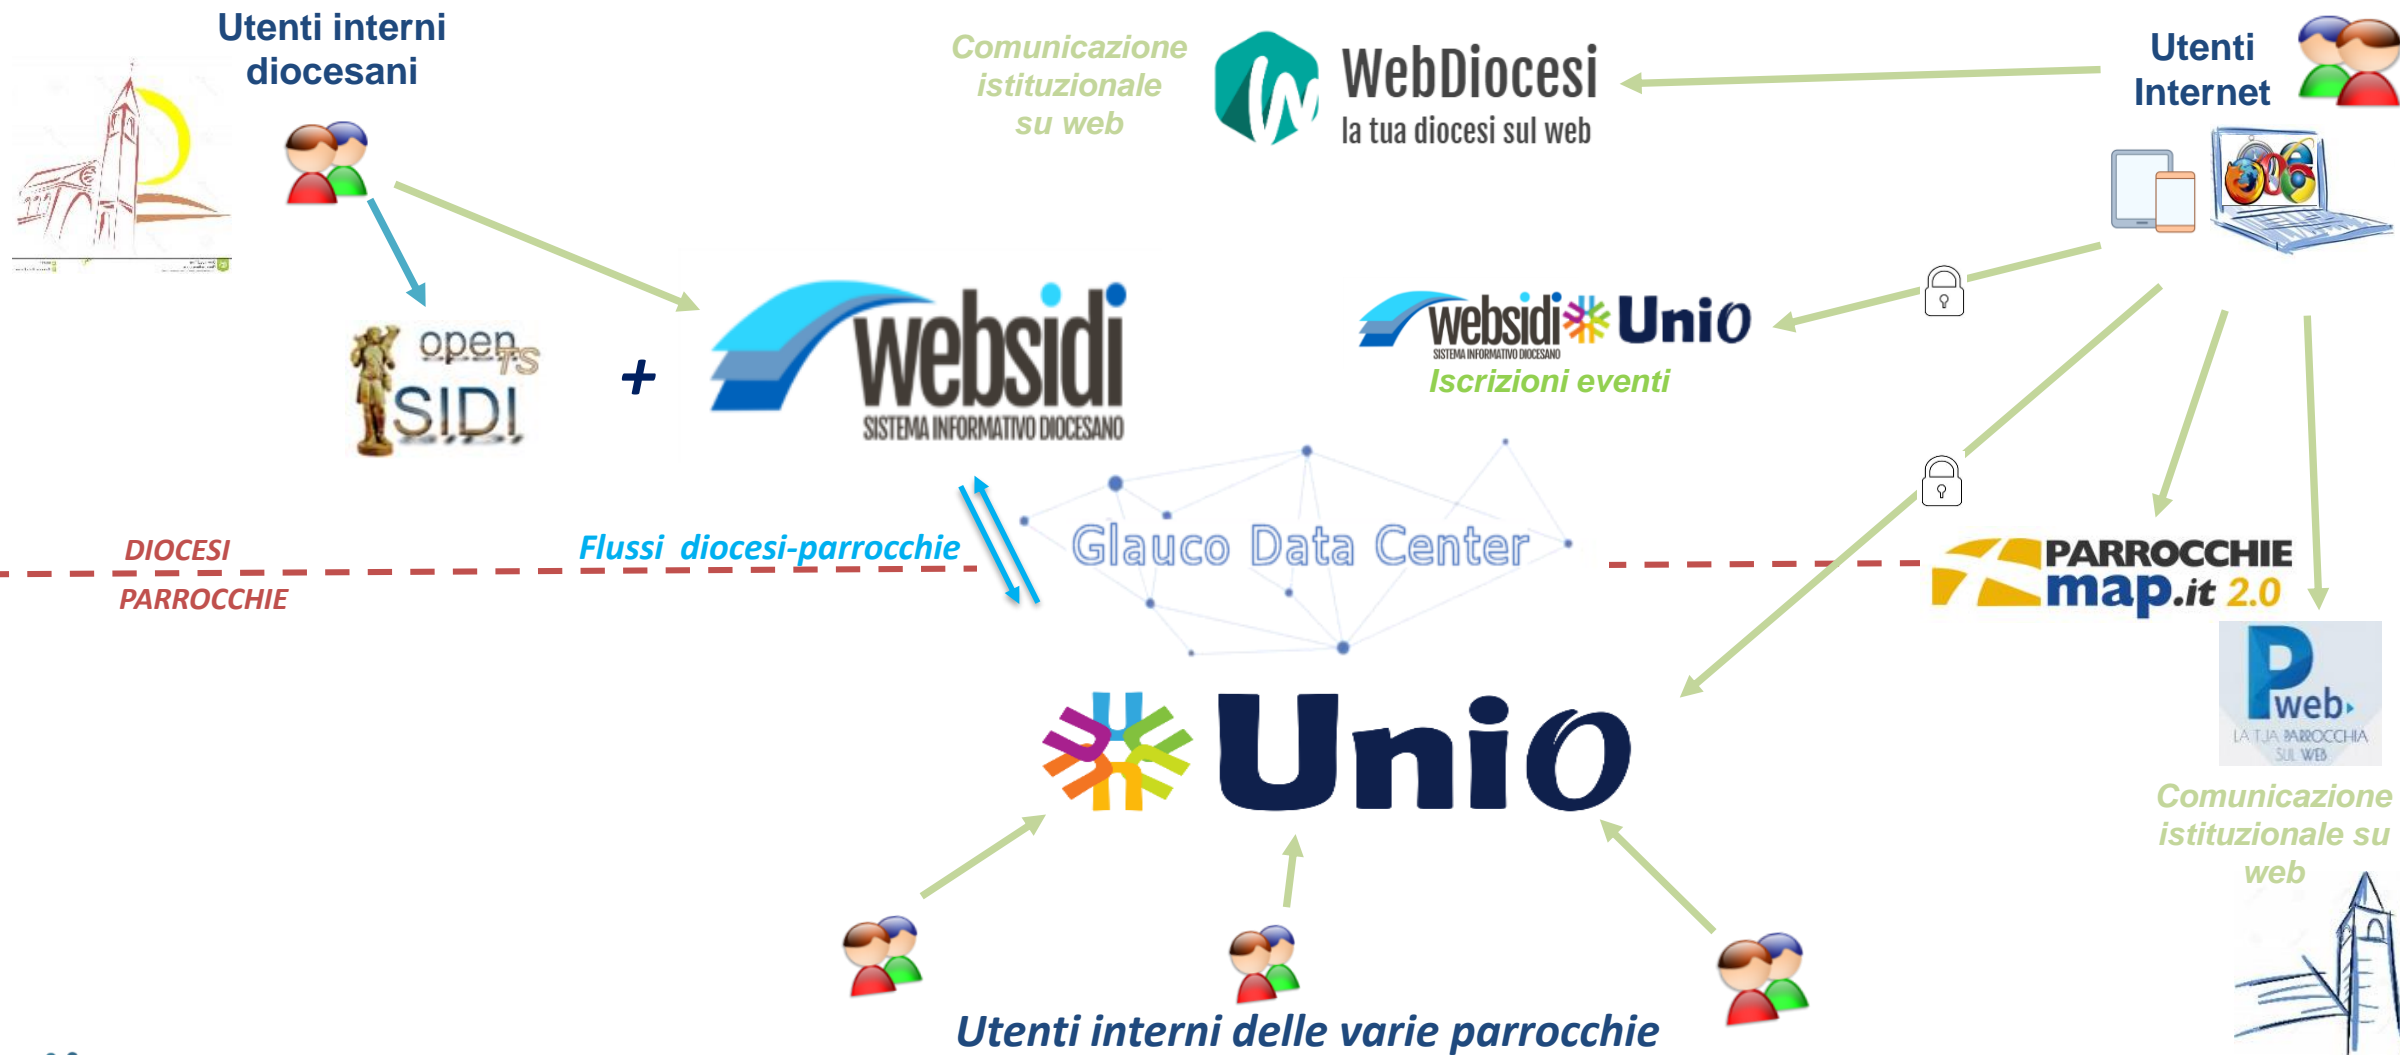 Utenti interni
diocesani
Comunicazione
istituzionale
su web
WebDiocesi
la tua diocesi sul web
Utenti
Internet
open
TS
SIDI
+
websidi
SISTEMA INFORMATIVO DIOCESANO
websidi UniO
SISTEMA INFORMATIVO DIOCESANO
Iscrizioni eventi
DIOCESI
PARROCCHIE
Flussi diocesi-parrocchie
Glauco Data Center
PARROCCHIE
map.it 2.0
P
web
LA TUA PARROCCHIA
SUL WEB
UniO
Comunicazione
istituzionale su
web
Utenti interni delle varie parrocchie